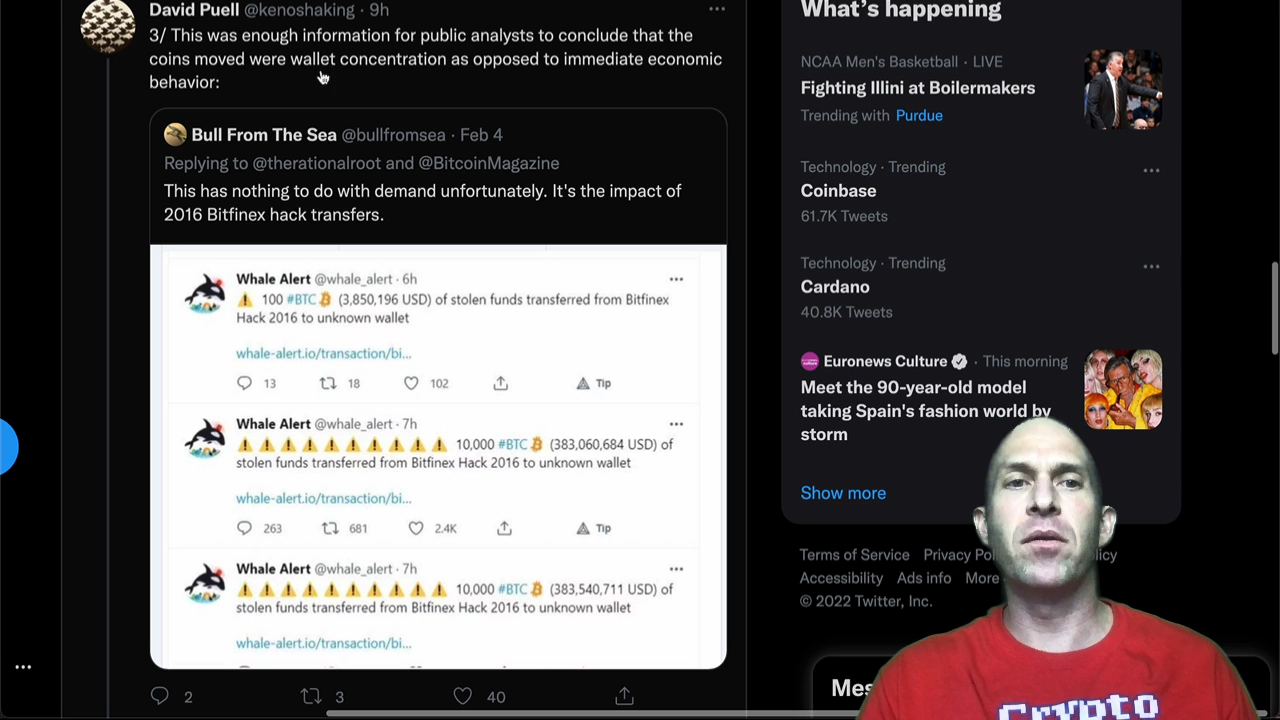 David Puell @kenoshaking · 9h
3/ This was enough information for public analysts to conclude that the
coins moved were wallet concentration as opposed to immediate economic
behavior:
Bull From The Sea @bullfromsea · Feb 4
Replying to @therationalroot and @BitcoinMagazine
This has nothing to do with demand unfortunately. It's the impact of
2016 Bitfinex hack transfers.
Whale Alert @whale_alert · 6h
⚠ 100 #BTC (3,850,196 USD) of stolen funds transferred from Bitfinex
Hack 2016 to unknown wallet
whale-alert.io/transaction/bi...
13 18 102 Tip
Whale Alert @whale_alert · 7h
⚠ ⚠ ⚠ ⚠ ⚠ ⚠ ⚠ ⚠ ⚠ ⚠ 10,000 #BTC (383,060,684 USD) of
stolen funds transferred from Bitfinex Hack 2016 to unknown wallet
whale-alert.io/transaction/bi...
263 681 2.4K Tip
Whale Alert @whale_alert · 7h
⚠ ⚠ ⚠ ⚠ ⚠ ⚠ ⚠ ⚠ ⚠ ⚠ 10,000 #BTC (383,540,711 USD) of
stolen funds transferred from Bitfinex Hack 2016 to unknown wallet
whale-alert.io/transaction/bi...
2 3 40
What's happening
NCAA Men's Basketball · LIVE
Fighting Illini at Boilermakers
Trending with Purdue
Technology · Trending
Coinbase
61.7K Tweets
Technology · Trending
Cardano
40.8K Tweets
Euronews Culture · This morning
Meet the 90-year-old model
taking Spain's fashion world by
storm
Show more
Terms of Service Privacy
Accessibility Ads info More
© 2022 Twitter, Inc.
Crypto